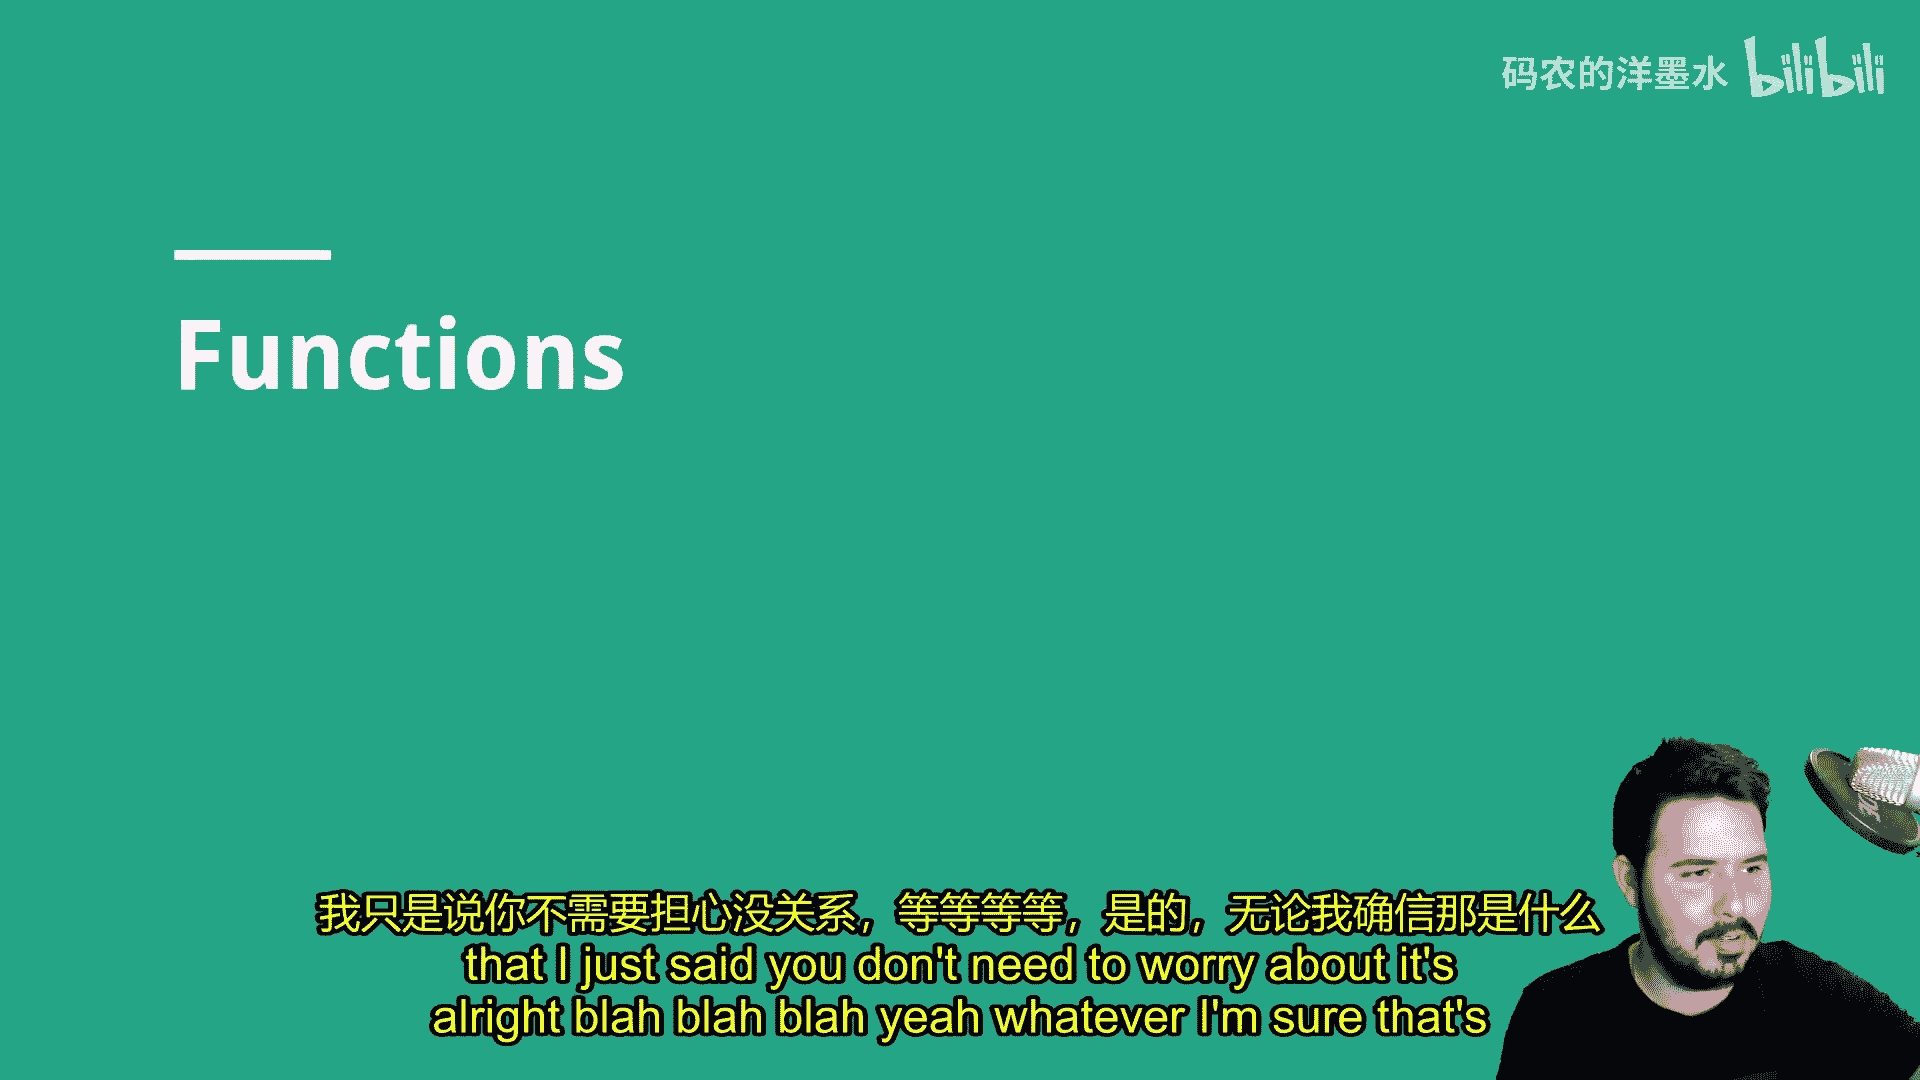 码农的洋墨水 bilibili
Functions
我只是说你不需要担心没关系，等等等等，是的，无论我确信那是什么
that I just said you don't need to worry about it's
alright blah blah blah yeah whatever I'm sure that's